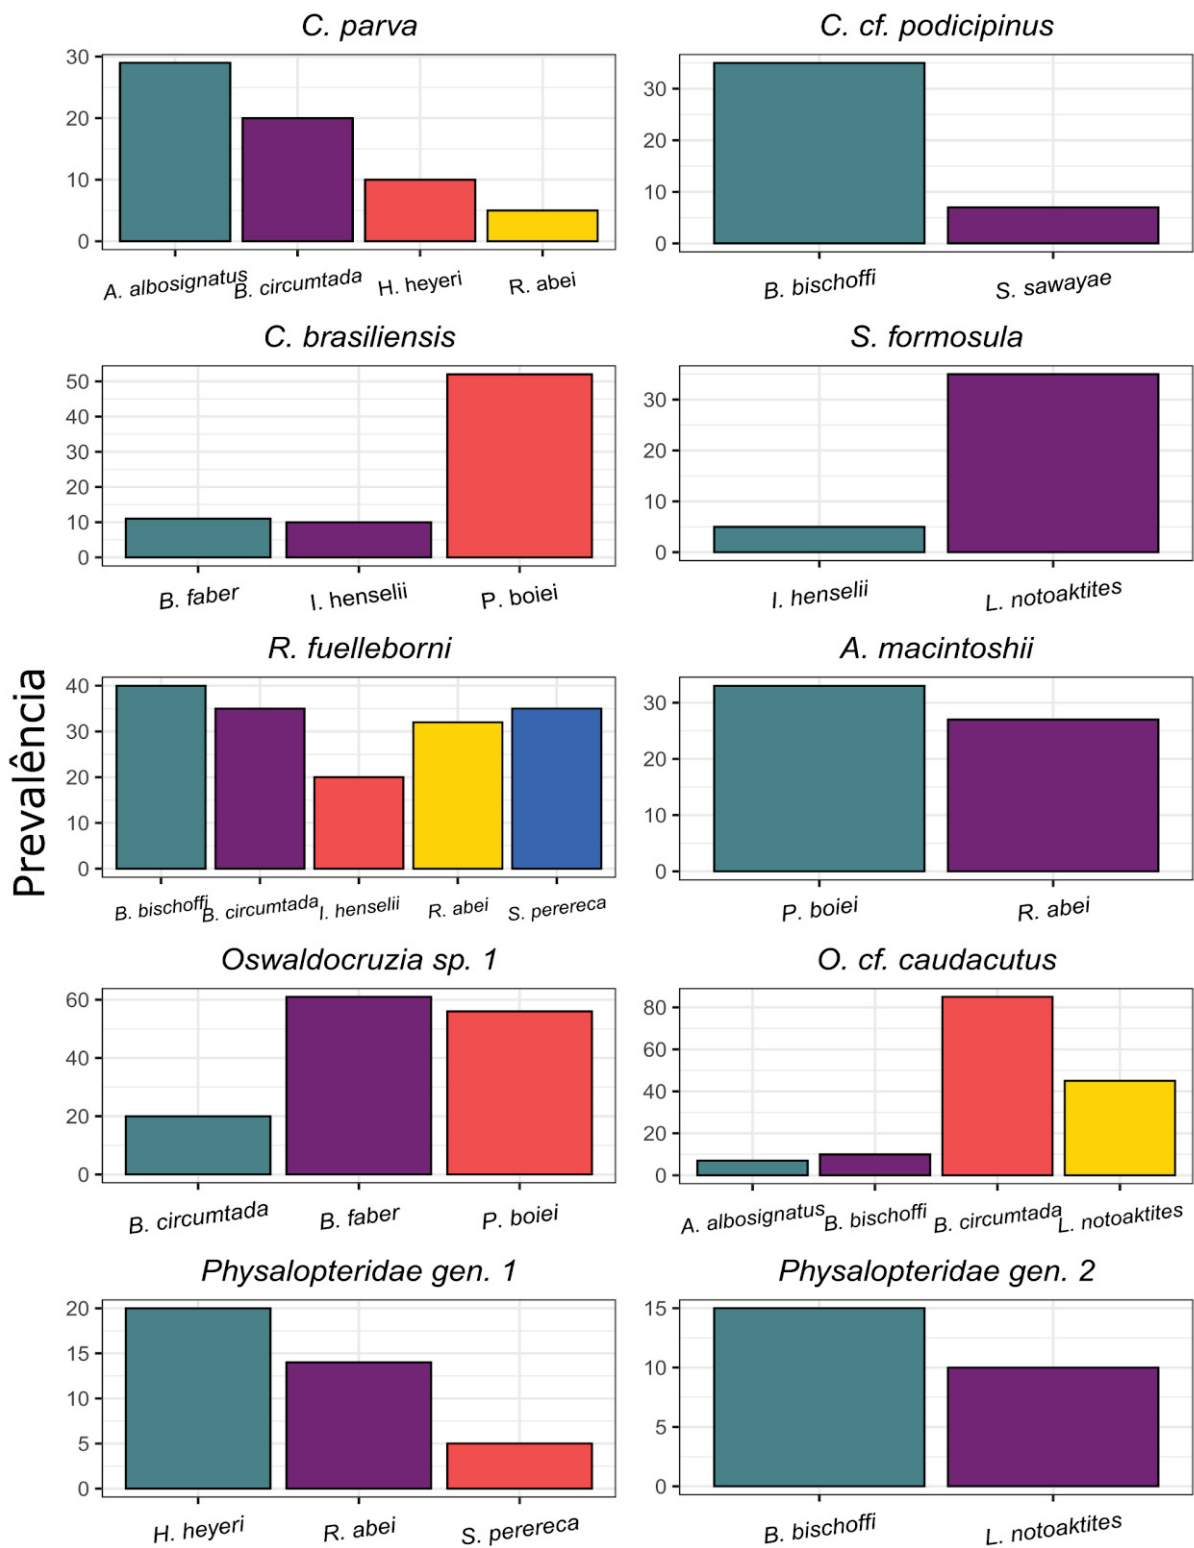 C. parva
30
20
10
0
A. albosignatus
B. circumtada
H. heyeri
R. abei
C. cf. podicipinus
30
20
10
0
B. bischoffi
S. sawayae
C. brasiliensis
50
40
30
20
10
0
B. faber
I. henselii
P. boiei
S. formosula
30
20
10
0
I. henselii
L. notoaktites
Prevalência
R. fuelleborni
40
30
20
10
0
B. bischoffi
B. circumtada
I. henselii
R. abei
S. perereca
A. macintoshii
30
20
10
0
P. boiei
R. abei
Oswaldocruzia sp. 1
60
40
20
0
B. circumtada
B. faber
P. boiei
O. cf. caudacutus
80
60
40
20
0
A. albosignatus
B. bischoffi
B. circumtada
L. notoaktites
Physalopteridae gen. 1
20
15
10
5
0
H. heyeri
R. abei
S. perereca
Physalopteridae gen. 2
15
10
5
0
B. bischoffi
L. notoaktites